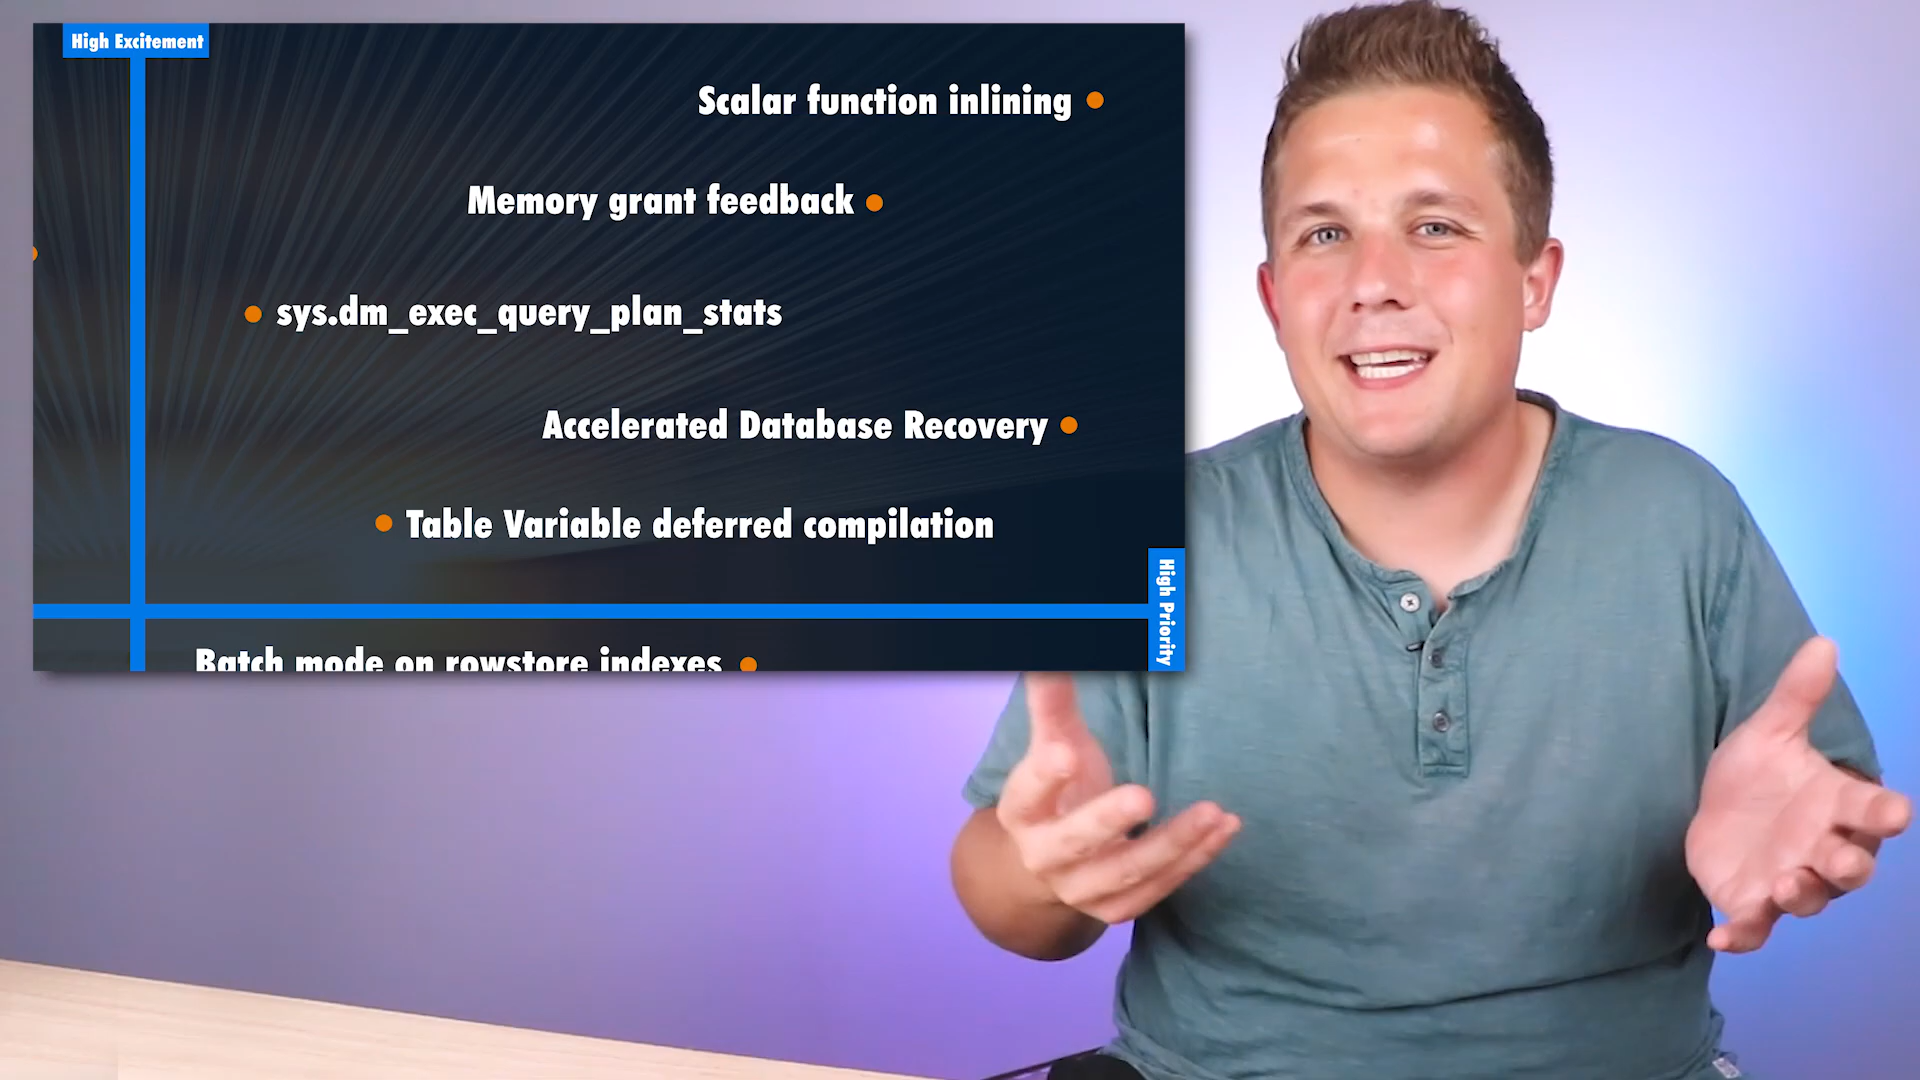 High Excitement
Scalar function inlining
Memory grant feedback
sys.dm_exec_query_plan_stats
Accelerated Database Recovery
Table Variable deferred compilation
High Priority
Batch mode on rowstore indexes